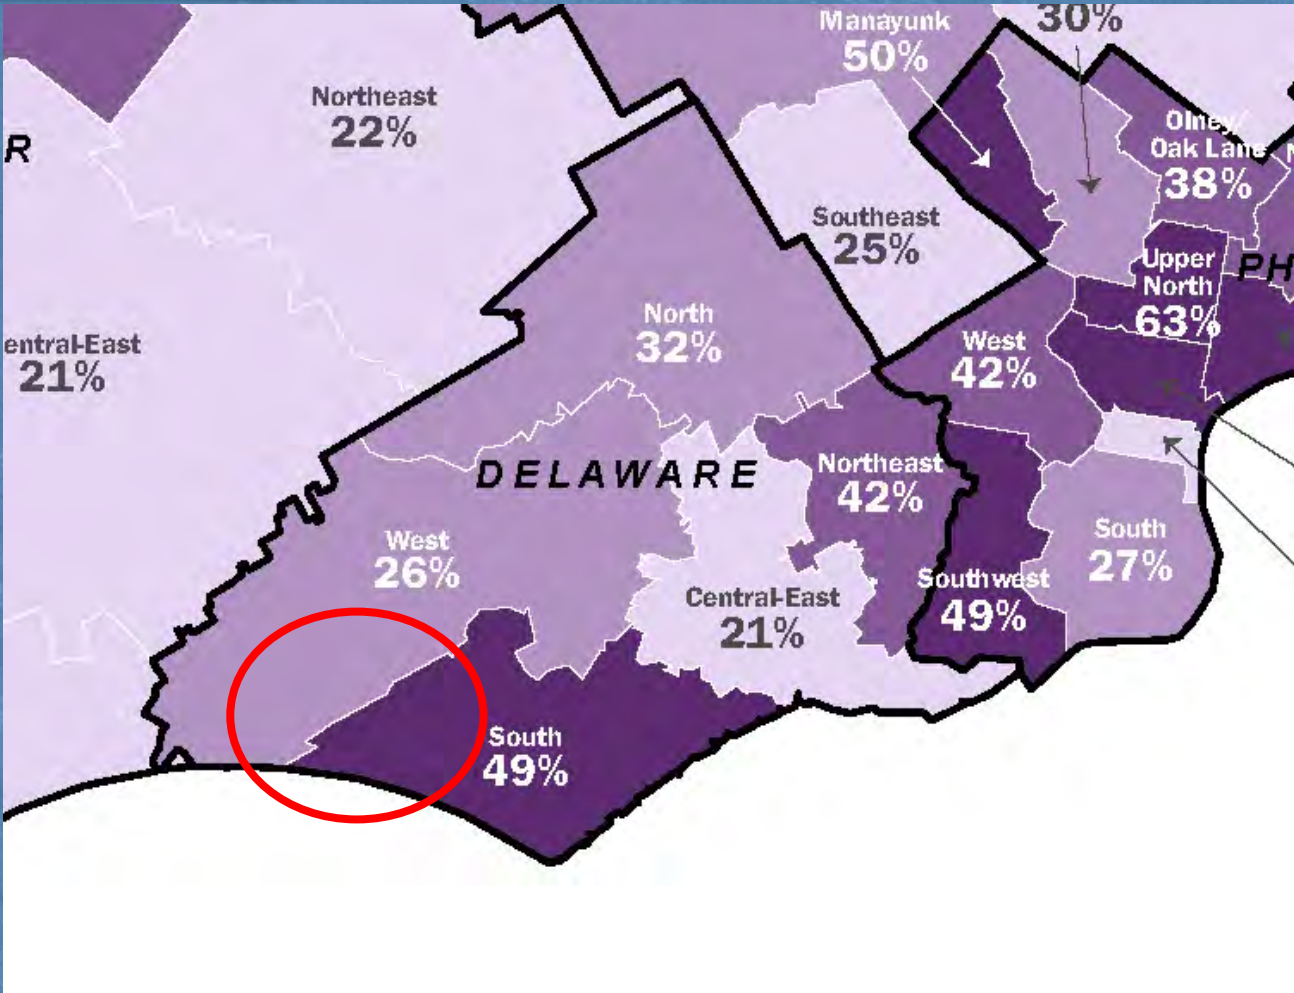 Manayunk
50%
30%
Northeast
22%
R
Olney/
Oak Lane
38%
N
Southeast
25%
Upper
North
63%
PH
North
32%
West
42%
entral-East
21%
DELAWARE
Northeast
42%
South
27%
West
26%
Southwest
49%
Central-East
21%
South
49%